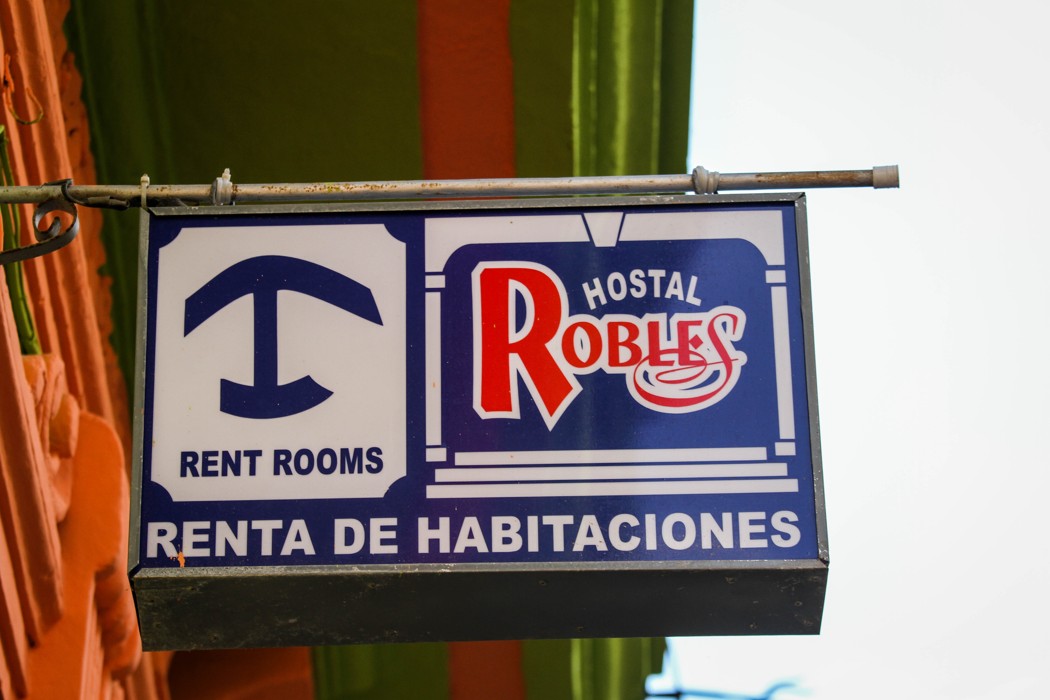 RENT ROOMS
HOSTAL
ROBLES
RENTA DE HABITACIONES